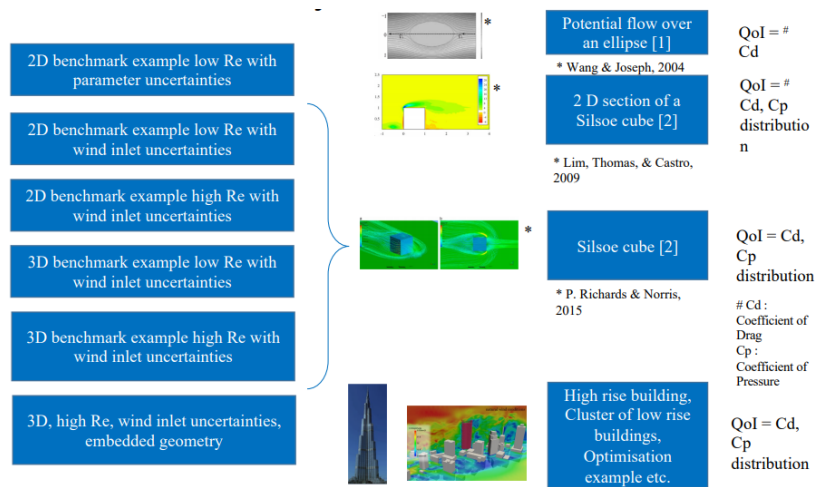 2D benchmark example low Re with
parameter uncertainties
2D benchmark example low Re with
wind inlet uncertainties
2D benchmark example high Re with
wind inlet uncertainties
3D benchmark example low Re with
wind inlet uncertainties
3D benchmark example high Re with
wind inlet uncertainties
3D, high Re, wind inlet uncertainties,
embedded geometry
*
Potential flow over
an ellipse [1]
QoI = #
Cd
* Wang & Joseph, 2004
*
2 D section of a
Silsoe cube [2]
QoI = #
Cd, Cp
distributio
n
* Lim, Thomas, & Castro,
2009
*
Silsoe cube [2]
QoI = Cd,
Cp
distribution
* P. Richards & Norris,
2015
# Cd :
Coefficient of
Drag
Cp :
Coefficient of
Pressure
High rise building,
Cluster of low rise
buildings,
Optimisation
example etc.
QoI = Cd,
Cp
distribution